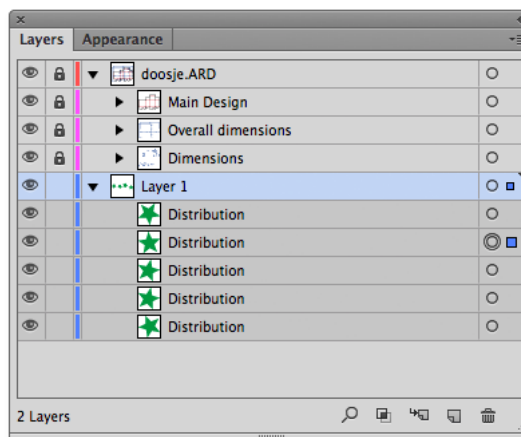 Layers Appearance
doosje.ARD
Main Design
Overall dimensions
Dimensions
Layer 1
Distribution
Distribution
Distribution
Distribution
Distribution
2 Layers